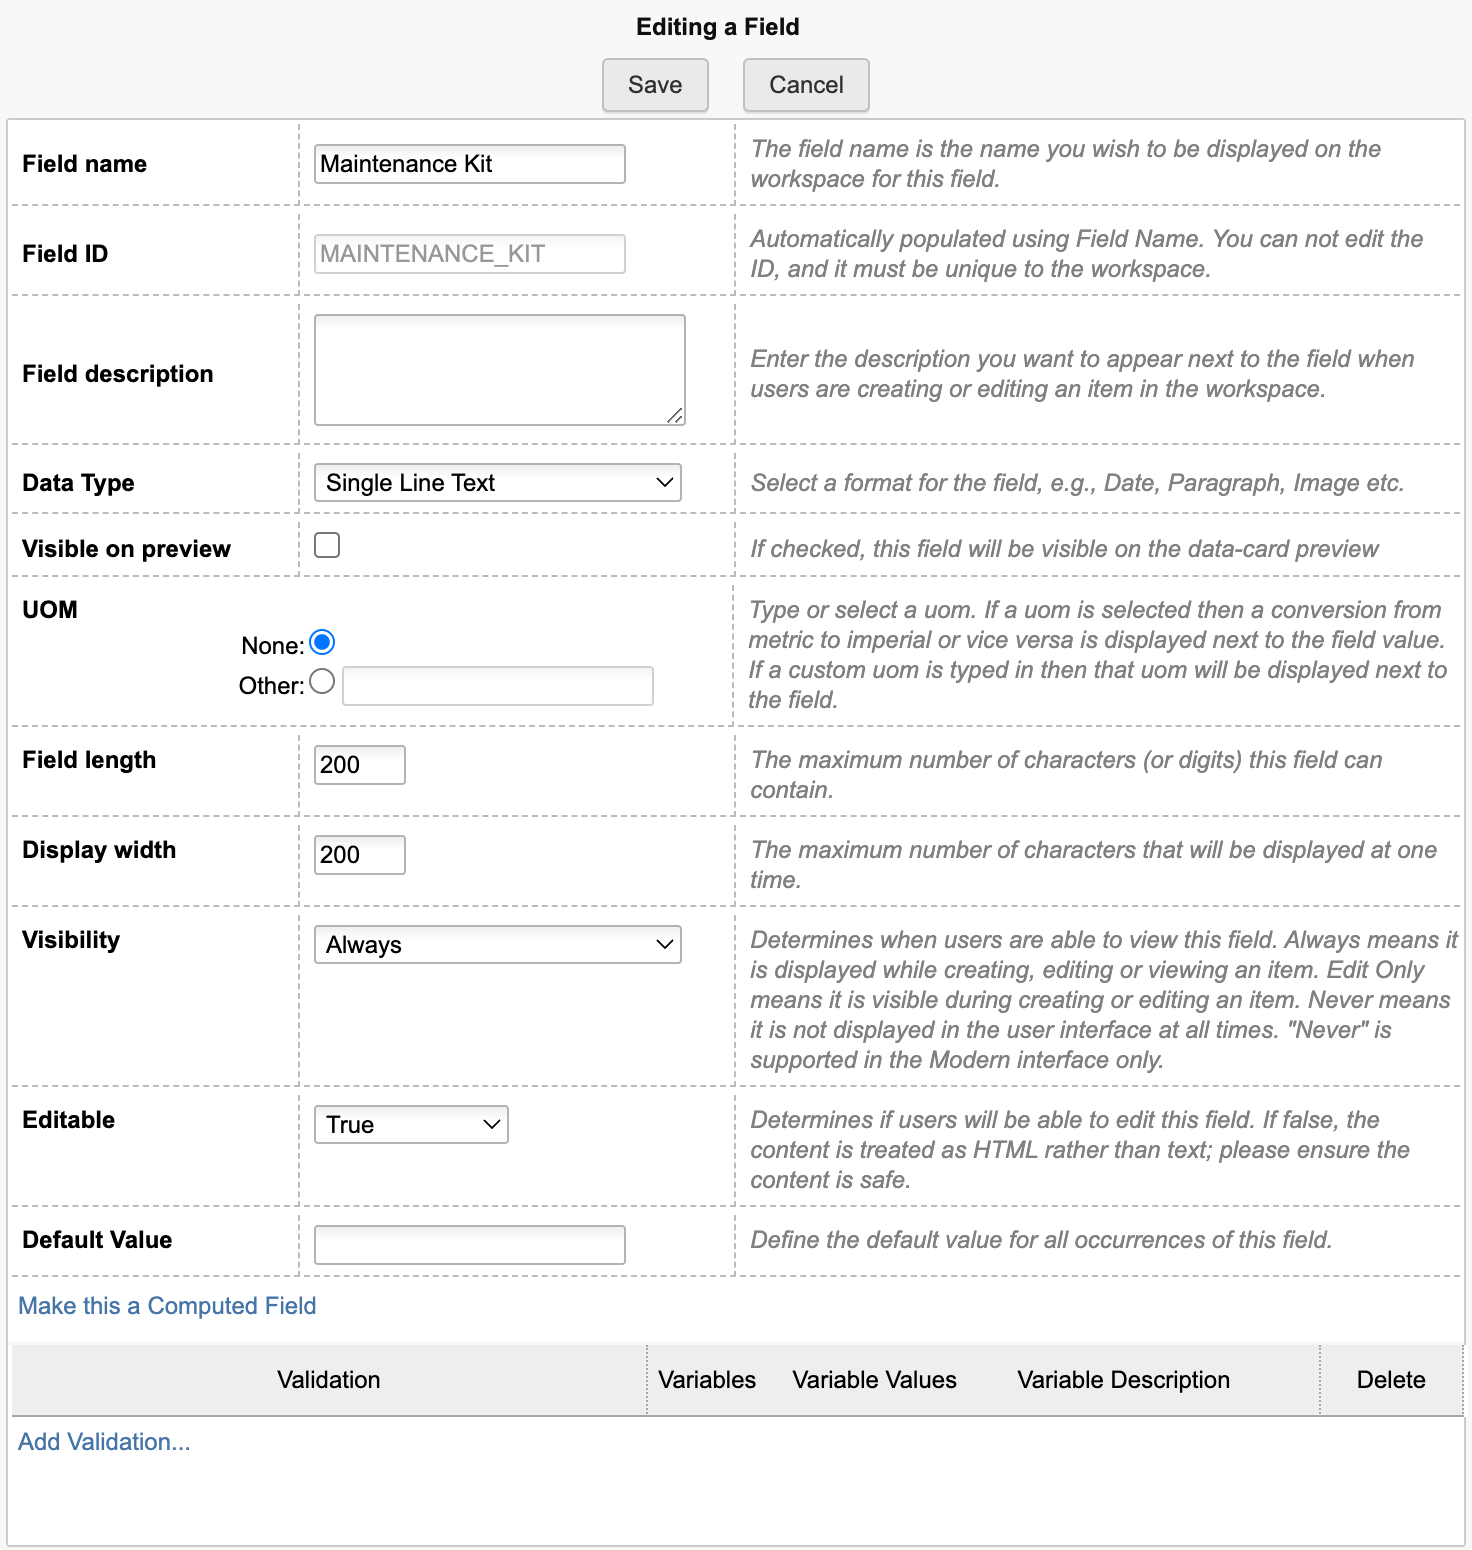 Editing a Field
Save Cancel
Field name
Maintenance Kit
The field name is the name you wish to be displayed on the
workspace for this field.
Field ID
MAINTENANCE_KIT
Automatically populated using Field Name. You can not edit the
ID, and it must be unique to the workspace.
Field description
Enter the description you want to appear next to the field when
users are creating or editing an item in the workspace.
Data Type
Single Line Text
Select a format for the field, e.g., Date, Paragraph, Image etc.
Visible on preview
If checked, this field will be visible on the data-card preview
UOM
None:
Other:
Type or select a uom. If a uom is selected then a conversion from
metric to imperial or vice versa is displayed next to the field value.
If a custom uom is typed in then that uom will be displayed next to
the field.
Field length
200
The maximum number of characters (or digits) this field can
contain.
Display width
200
The maximum number of characters that will be displayed at one
time.
Visibility
Always
Determines when users are able to view this field. Always means it
is displayed while creating, editing or viewing an item. Edit Only
means it is visible during creating or editing an item. Never means
it is not displayed in the user interface at all times. "Never" is
supported in the Modern interface only.
Editable
True
Determines if users will be able to edit this field. If false, the
content is treated as HTML rather than text; please ensure the
content is safe.
Default Value
Define the default value for all occurrences of this field.
Make this a Computed Field
Validation Variables Variable Values Variable Description Delete
Add Validation...